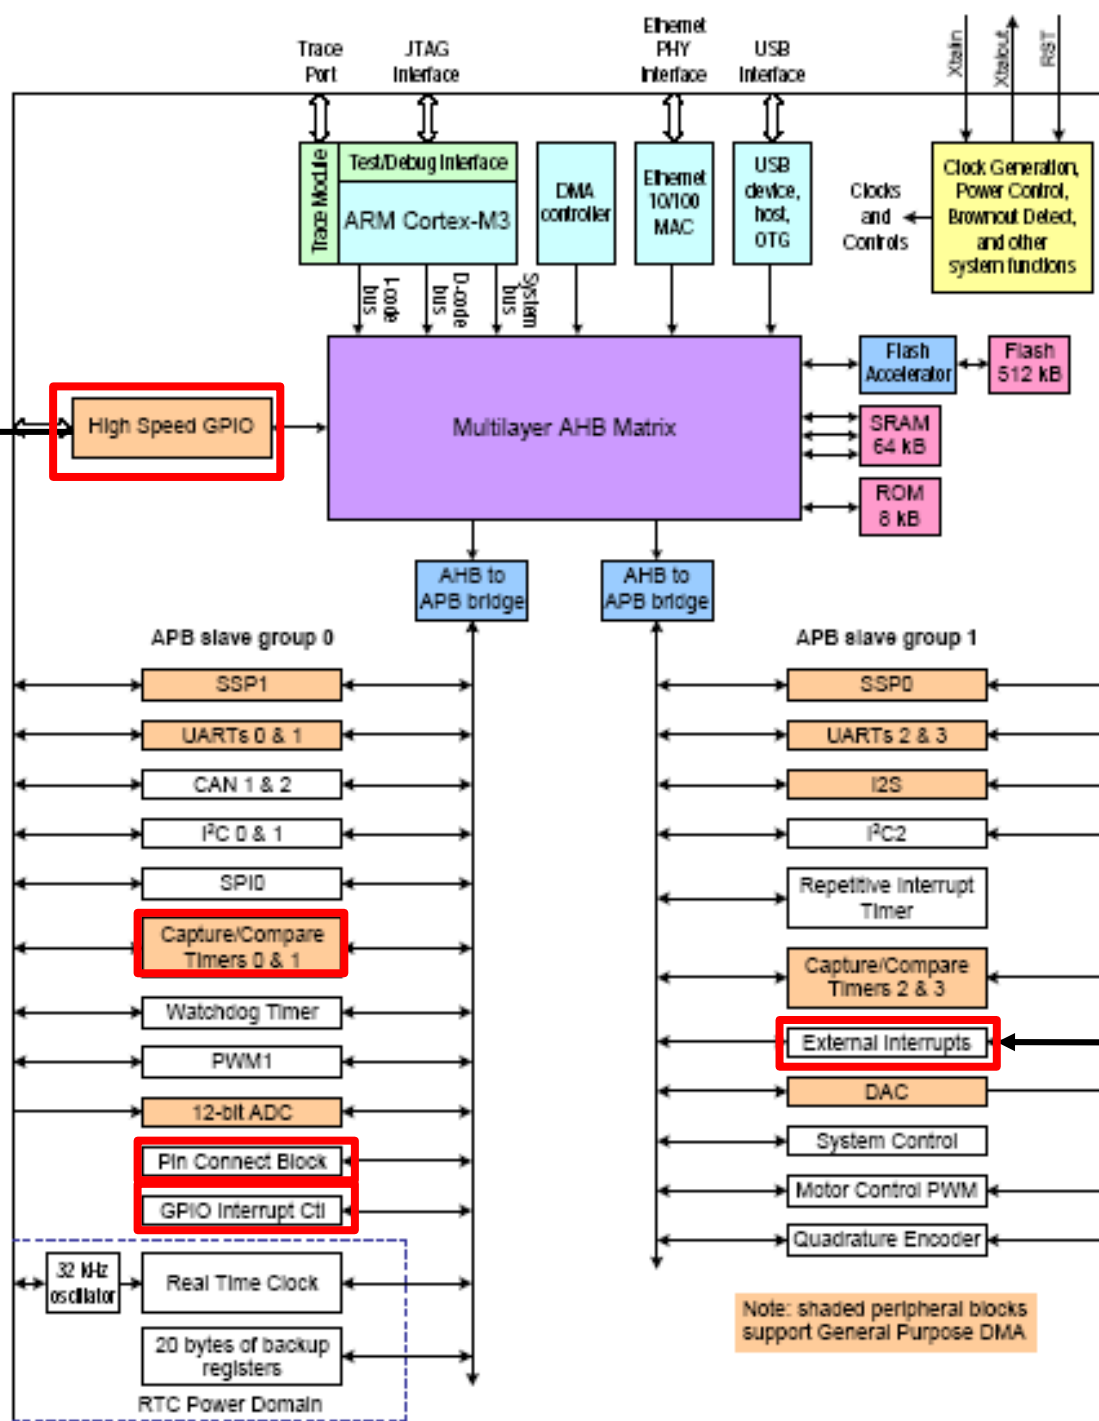 Trace
Port
JTAG
Interface
Ethernet
PHY
Interface
USB
Interface
Xtalin
Xtalout
RST
Trace Module
Test/Debug Interface
ARM Cortex-M3
DMA
controller
Ethernet
10/100
MAC
USB
device,
host,
OTG
Clocks
and
Controls
Clock Generation,
Power Control,
Brownout Detect,
and other
system functions
I-code
bus
D-code
bus
System
bus
High Speed GPIO
Multilayer AHB Matrix
Flash
Accelerator
Flash
512 kB
SRAM
64 kB
ROM
8 kB
AHB to
APB bridge
AHB to
APB bridge
APB slave group 0
SSP1
UARTs 0 & 1
CAN 1 & 2
I²C 0 & 1
SPI0
Capture/Compare
Timers 0 & 1
Watchdog Timer
PWM1
12-bit ADC
Pin Connect Block
GPIO Interrupt Ctl
32 kHz
oscillator
Real Time Clock
20 bytes of backup
registers
RTC Power Domain
APB slave group 1
SSP0
UARTs 2 & 3
I2S
I²C2
Repetitive Interrupt
Timer
Capture/Compare
Timers 2 & 3
External Interrupts
DAC
System Control
Motor Control PWM
Quadrature Encoder
Note: shaded peripheral blocks
support General Purpose DMA